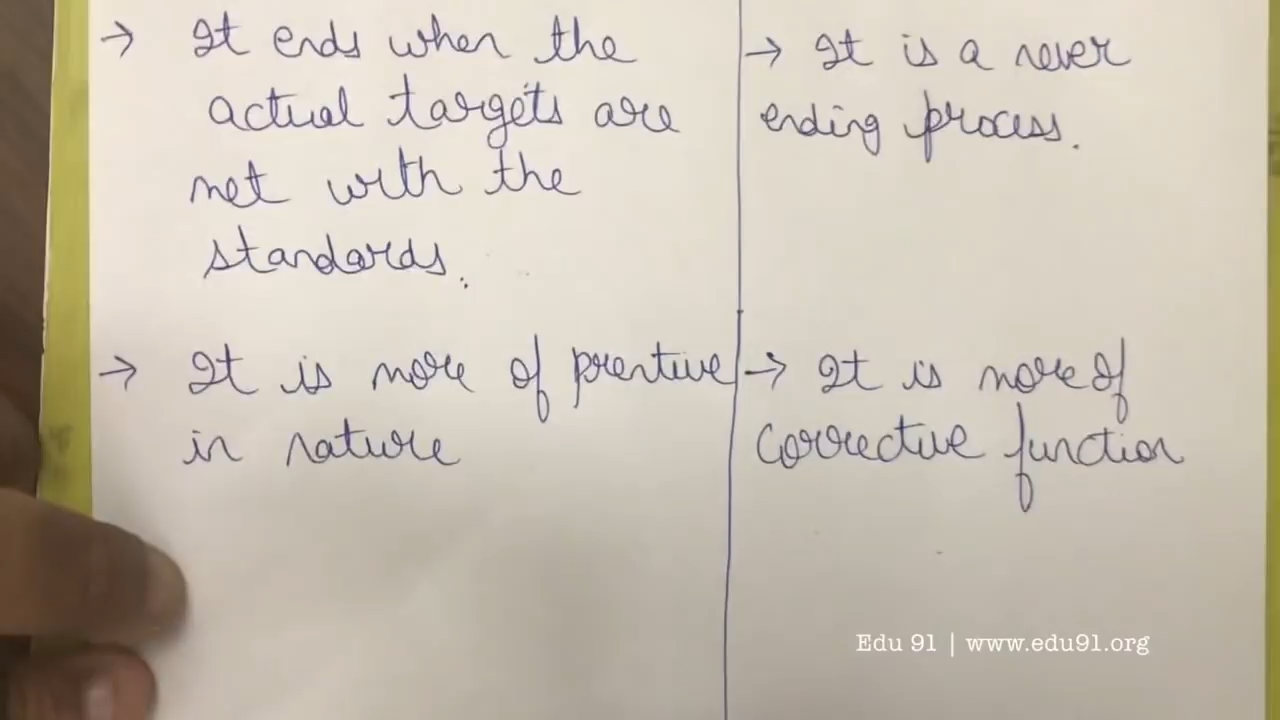 → It ends when the
actual targets are
met with the
standards.
→ It is more of prentive
in nature
→ It is a never
ending process.
→ It is more of
corrective function
Edu 91 | www.edu91.org